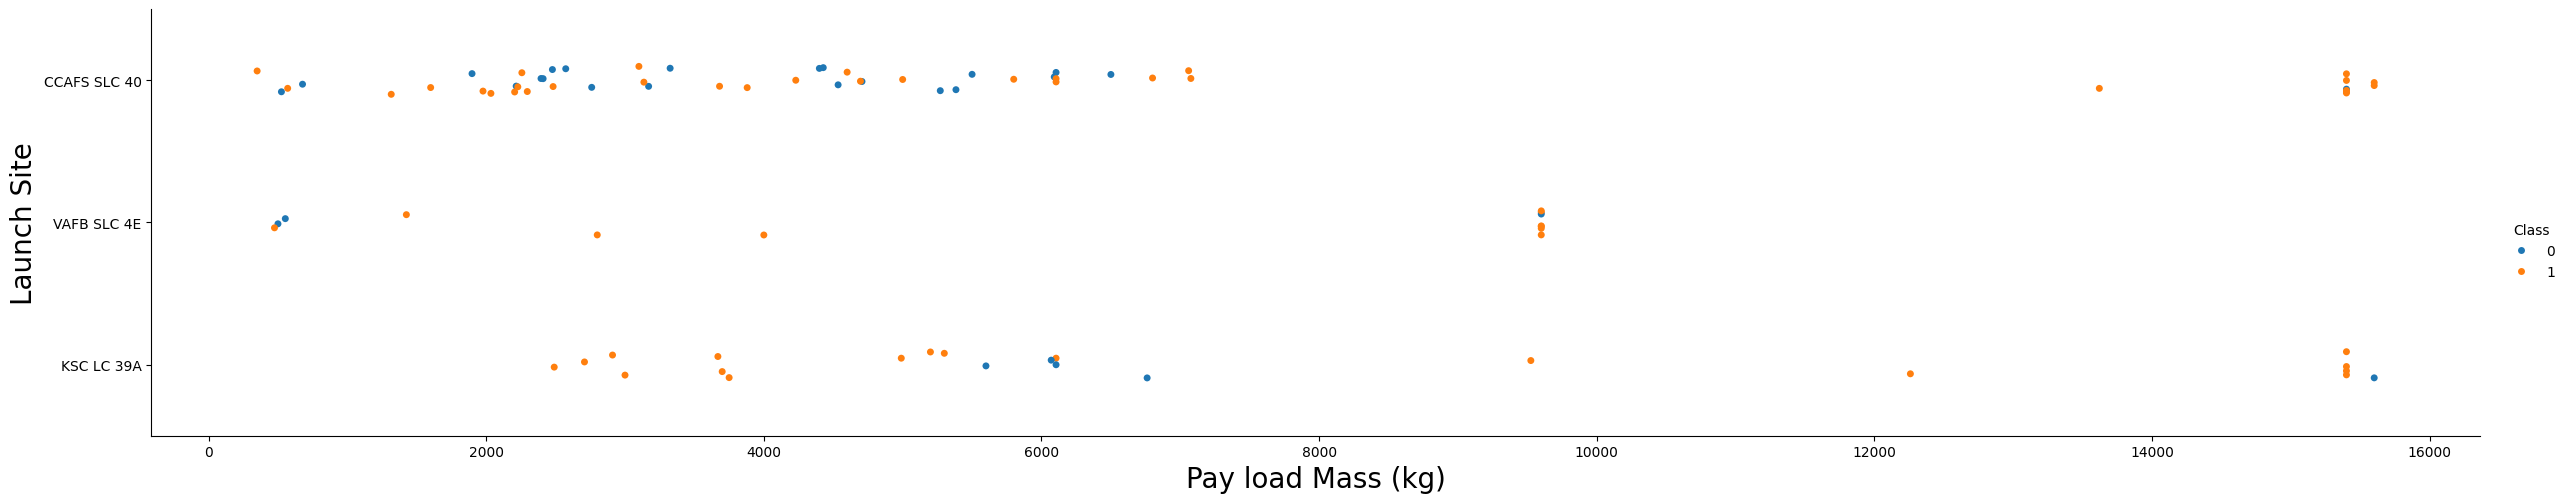 Launch Site
CCAFS SLC 40
VAFB SLC 4E
KSC LC 39A
0 2000 4000 6000 8000 10000 12000 14000 16000
Pay load Mass (kg)
Class
0
1